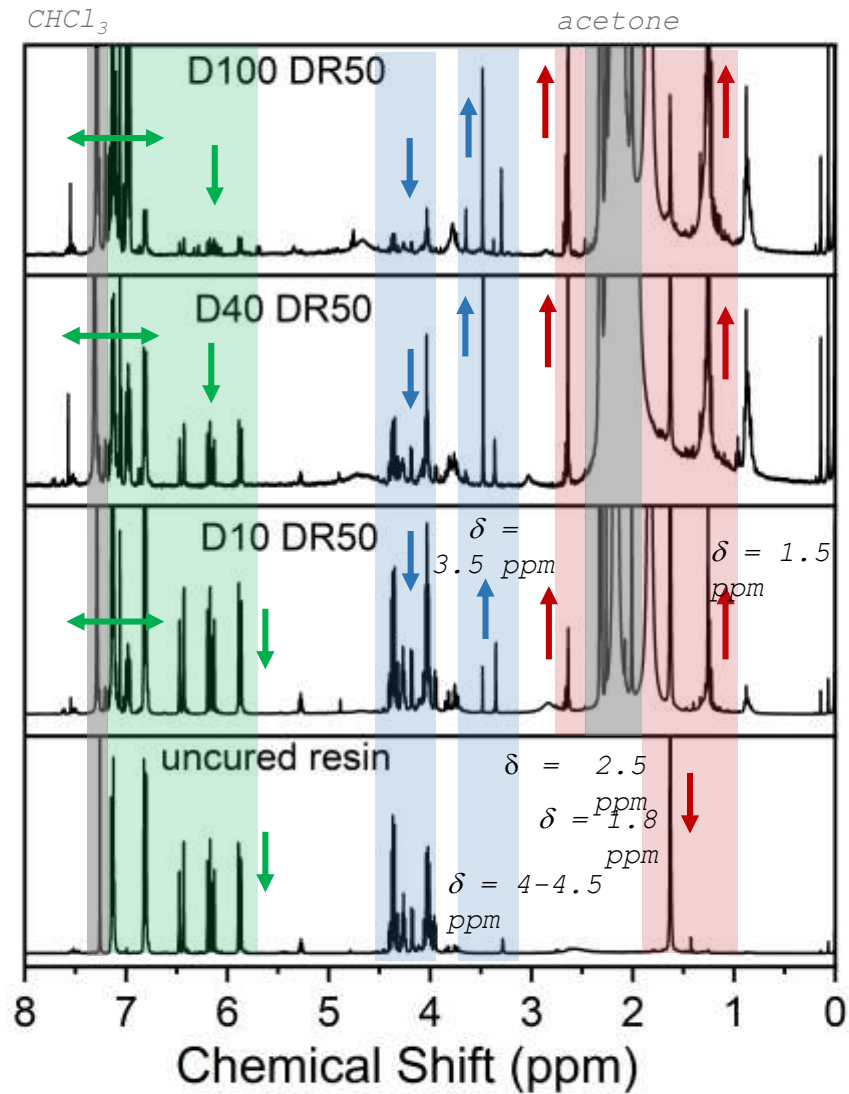 CHCl3
acetone
D100 DR50
D40 DR50
D10 DR50
δ =
3.5 ppm
δ = 1.5
ppm
uncured resin
δ = 2.5
ppm
δ = 1.8
ppm
δ = 4-4.5
ppm
8 7 6 5 4 3 2 1 0
Chemical Shift (ppm)